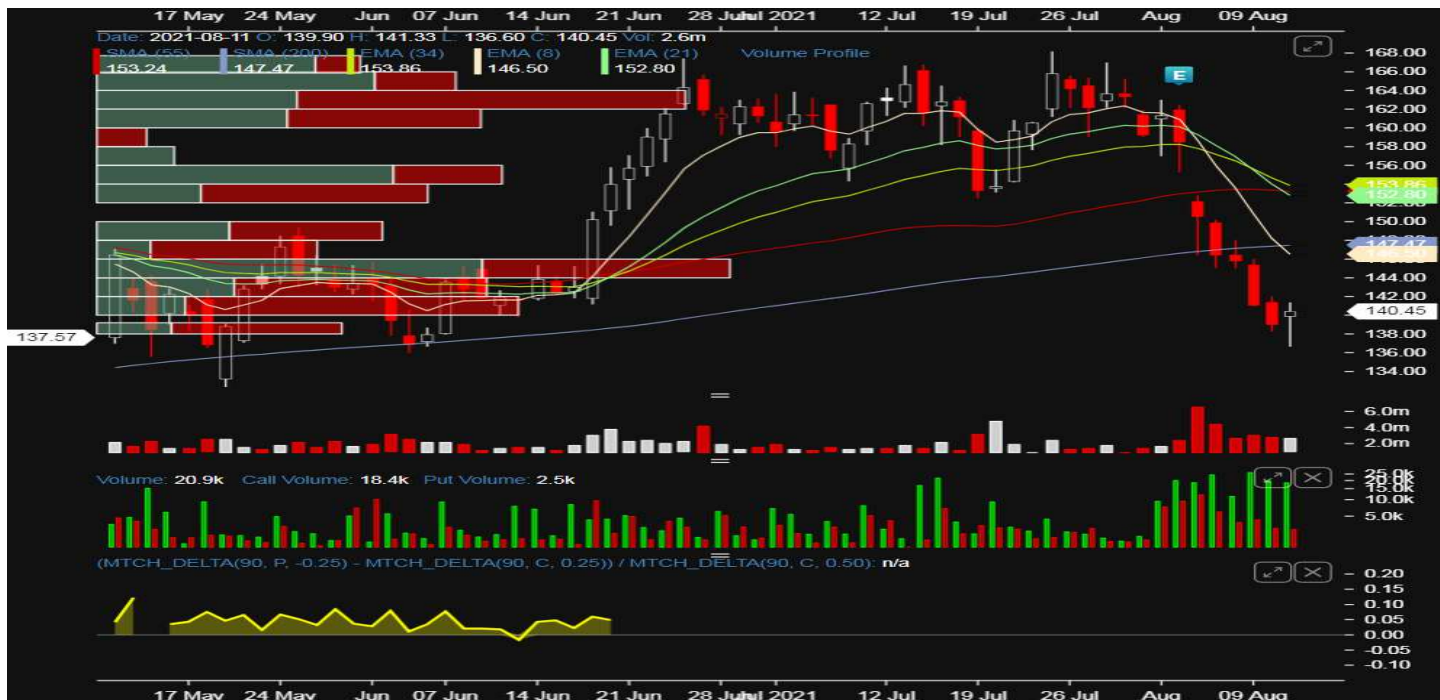 17 May 24 May Jun 07 Jun 14 Jun 21 Jun 28 Jun Jul 2021 12 Jul 19 Jul 26 Jul Aug 09 Aug
Date: 2021-08-11 O: 139.90 H: 141.33 L: 136.60 C: 140.45 Vol: 2.6m
SMA (55) SMA (200) EMA (34) EMA (8) EMA (21) Volume Profile
153.24 147.47 153.86 146.50 152.80
168.00
166.00
E
164.00
162.00
160.00
158.00
156.00
153.86
152.80
152.00
150.00
147.47
146.50
144.00
142.00
140.45
138.00
137.57
136.00
134.00
6.0m
4.0m
2.0m
Volume: 20.9k Call Volume: 18.4k Put Volume: 2.5k
25.0k
20.0k
15.0k
10.0k
5.0k
(MTCH_DELTA(90, P, -0.25) - MTCH_DELTA(90, C, 0.25)) / MTCH_DELTA(90, C, 0.50): n/a
0.20
0.15
0.10
0.05
0.00
-0.05
-0.10
17 May 24 May Jun 07 Jun 14 Jun 21 Jun 28 Jun Jul 2021 12 Jul 19 Jul 26 Jul Aug 09 Aug